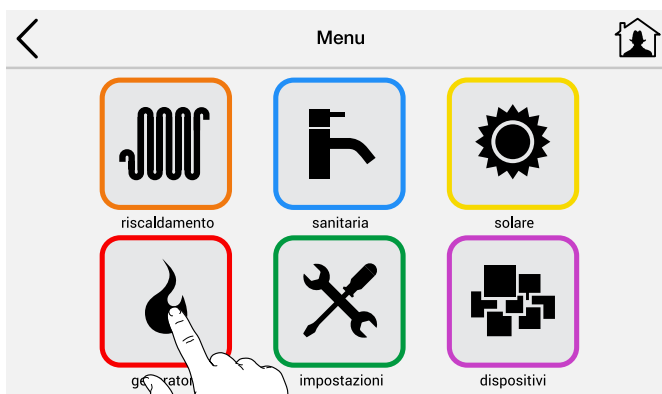 Menu
riscaldamento
sanitaria
solare
impostazioni
dispositivi